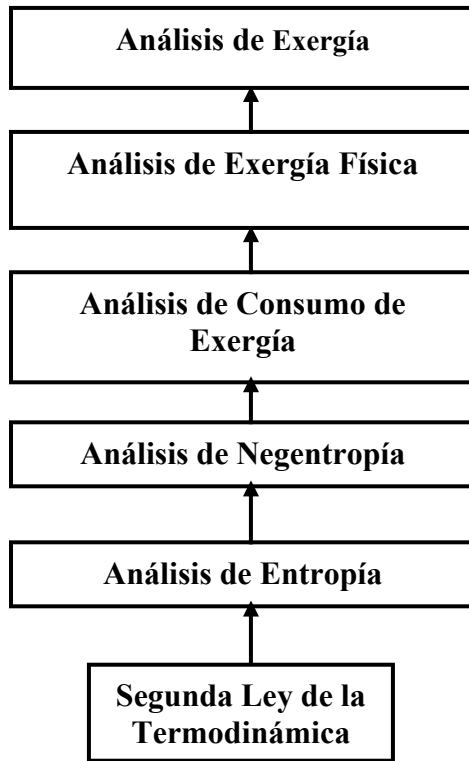 Análisis de Exergía
Análisis de Exergía Física
Análisis de Consumo de
Exergía
Análisis de Negentropía
Análisis de Entropía
Segunda Ley de la
Termodinámica